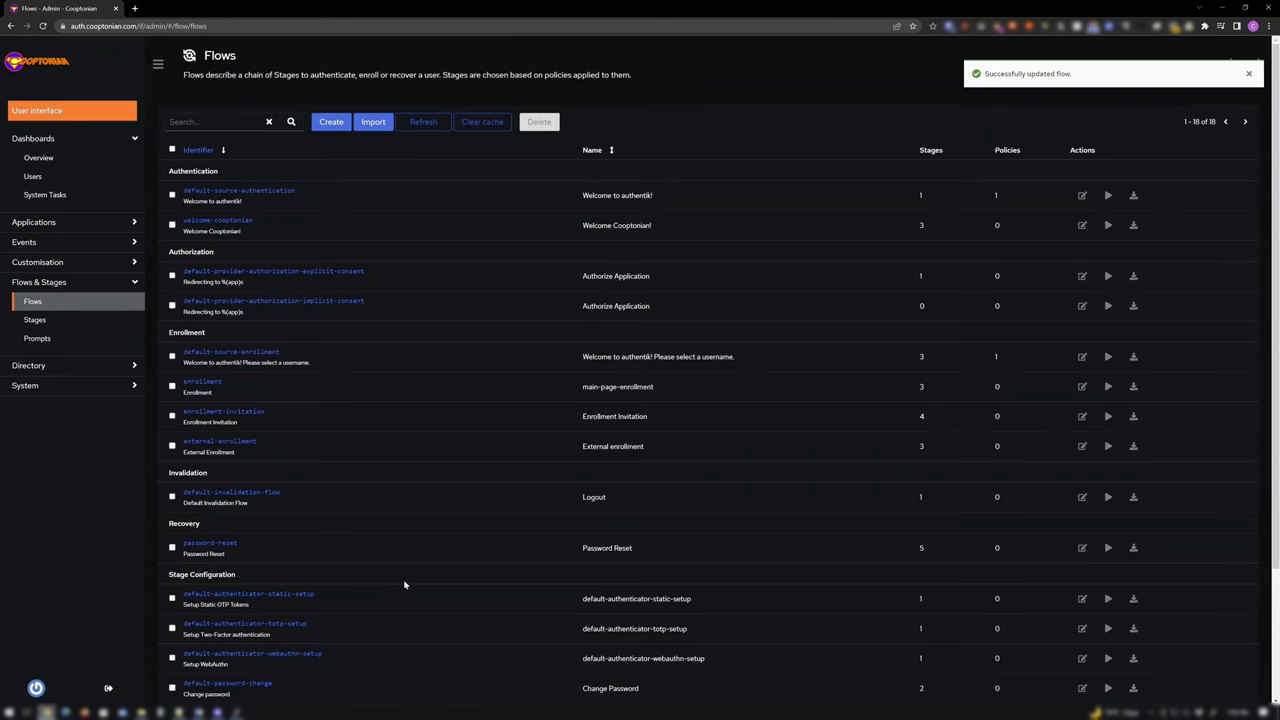 Flows - Admin - Cooptonian
auth.cooptonian.com/if/admin/#/flow/flows
COOPTONIAN
Flows
Flows describe a chain of Stages to authenticate, enroll or recover a user. Stages are chosen based on policies applied to them.
Successfully updated flow.
User interface
Dashboards
Overview
Users
System Tasks
Applications
Events
Customisation
Flows & Stages
Flows
Stages
Prompts
Directory
System
Search... Create Import Refresh Clear cache Delete 1 - 18 of 18
Identifier Name Stages Policies Actions
Authentication
default-source-authentication
Welcome to authentik! Welcome to authentik! 1 1
welcome-cooptonian
Welcome Cooptonian! Welcome Cooptonian! 3 0
Authorization
default-provider-authorization-explicit-consent
Redirecting to %(app)s Authorize Application 1 0
default-provider-authorization-implicit-consent
Redirecting to %(app)s Authorize Application 0 0
Enrollment
default-source-enrollment
Welcome to authentik! Please select a username. Welcome to authentik! Please select a username. 3 1
enrollment
Enrollment main-page-enrollment 3 0
enrollment-invitation
Enrollment Invitation Enrollment Invitation 4 0
external-enrollment
External Enrollment External enrollment 3 0
Invalidation
default-invalidation-flow
Default Invalidation Flow Logout 1 0
Recovery
password-reset
Password Reset Password Reset 5 0
Stage Configuration
default-authenticator-static-setup
Setup Static OTP Tokens default-authenticator-static-setup 1 0
default-authenticator-totp-setup
Setup Two-Factor authentication default-authenticator-totp-setup 1 0
default-authenticator-webauthn-setup
Setup WebAuthn default-authenticator-webauthn-setup 1 0
default-password-change
Change password Change Password 2 0